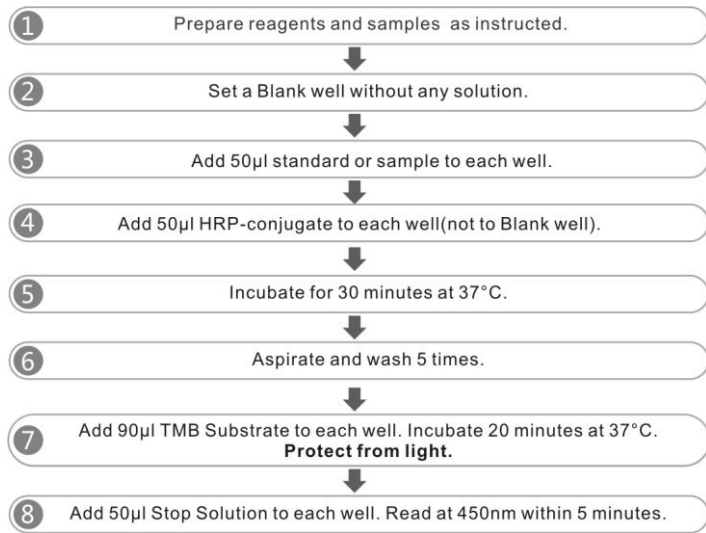 1 Prepare reagents and samples as instructed.
2 Set a Blank well without any solution.
3 Add 50µl standard or sample to each well.
4 Add 50µl HRP-conjugate to each well(not to Blank well).
5 Incubate for 30 minutes at 37°C.
6 Aspirate and wash 5 times.
7 Add 90µl TMB Substrate to each well. Incubate 20 minutes at 37°C.
Protect from light.
8 Add 50µl Stop Solution to each well. Read at 450nm within 5 minutes.